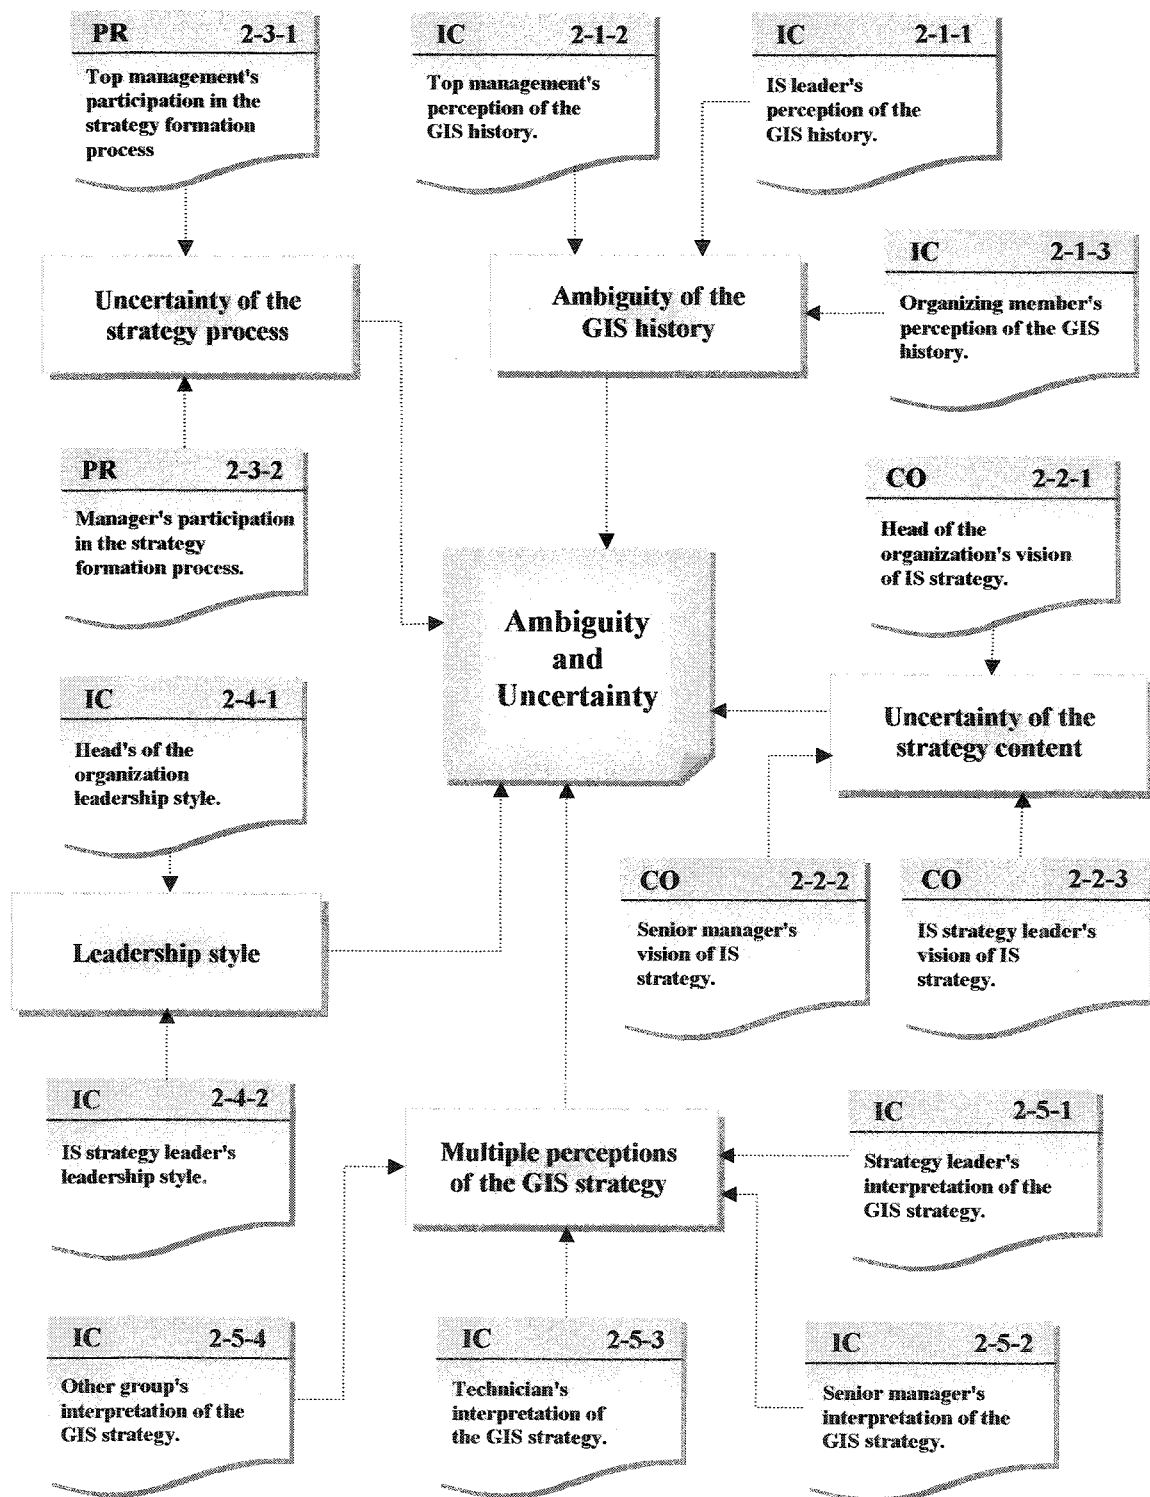 PR 2-3-1
Top management's
participation in the
strategy formation
process
IC 2-1-2
Top management's
perception of the
GIS history.
IC 2-1-1
IS leader's
perception of the
GIS history.
Uncertainty of the
strategy process
Ambiguity of the
GIS history
IC 2-1-3
Organizing member's
perception of the GIS
history.
PR 2-3-2
Manager's participation
in the strategy
formation process.
CO 2-2-1
Head of the
organization's vision
of IS strategy.
Ambiguity
and
Uncertainty
IC 2-4-1
Head's of the
organization
leadership style.
Uncertainty of the
strategy content
Leadership style
CO 2-2-2
Senior manager's
vision of IS
strategy.
CO 2-2-3
IS strategy leader's
vision of IS
strategy.
IC 2-4-2
IS strategy leader's
leadership style.
Multiple perceptions
of the GIS strategy
IC 2-5-1
Strategy leader's
interpretation of the
GIS strategy.
IC 2-5-4
Other group's
interpretation of the
GIS strategy.
IC 2-5-3
Technician's
interpretation of
the GIS strategy.
IC 2-5-2
Senior manager's
interpretation of the
GIS strategy.